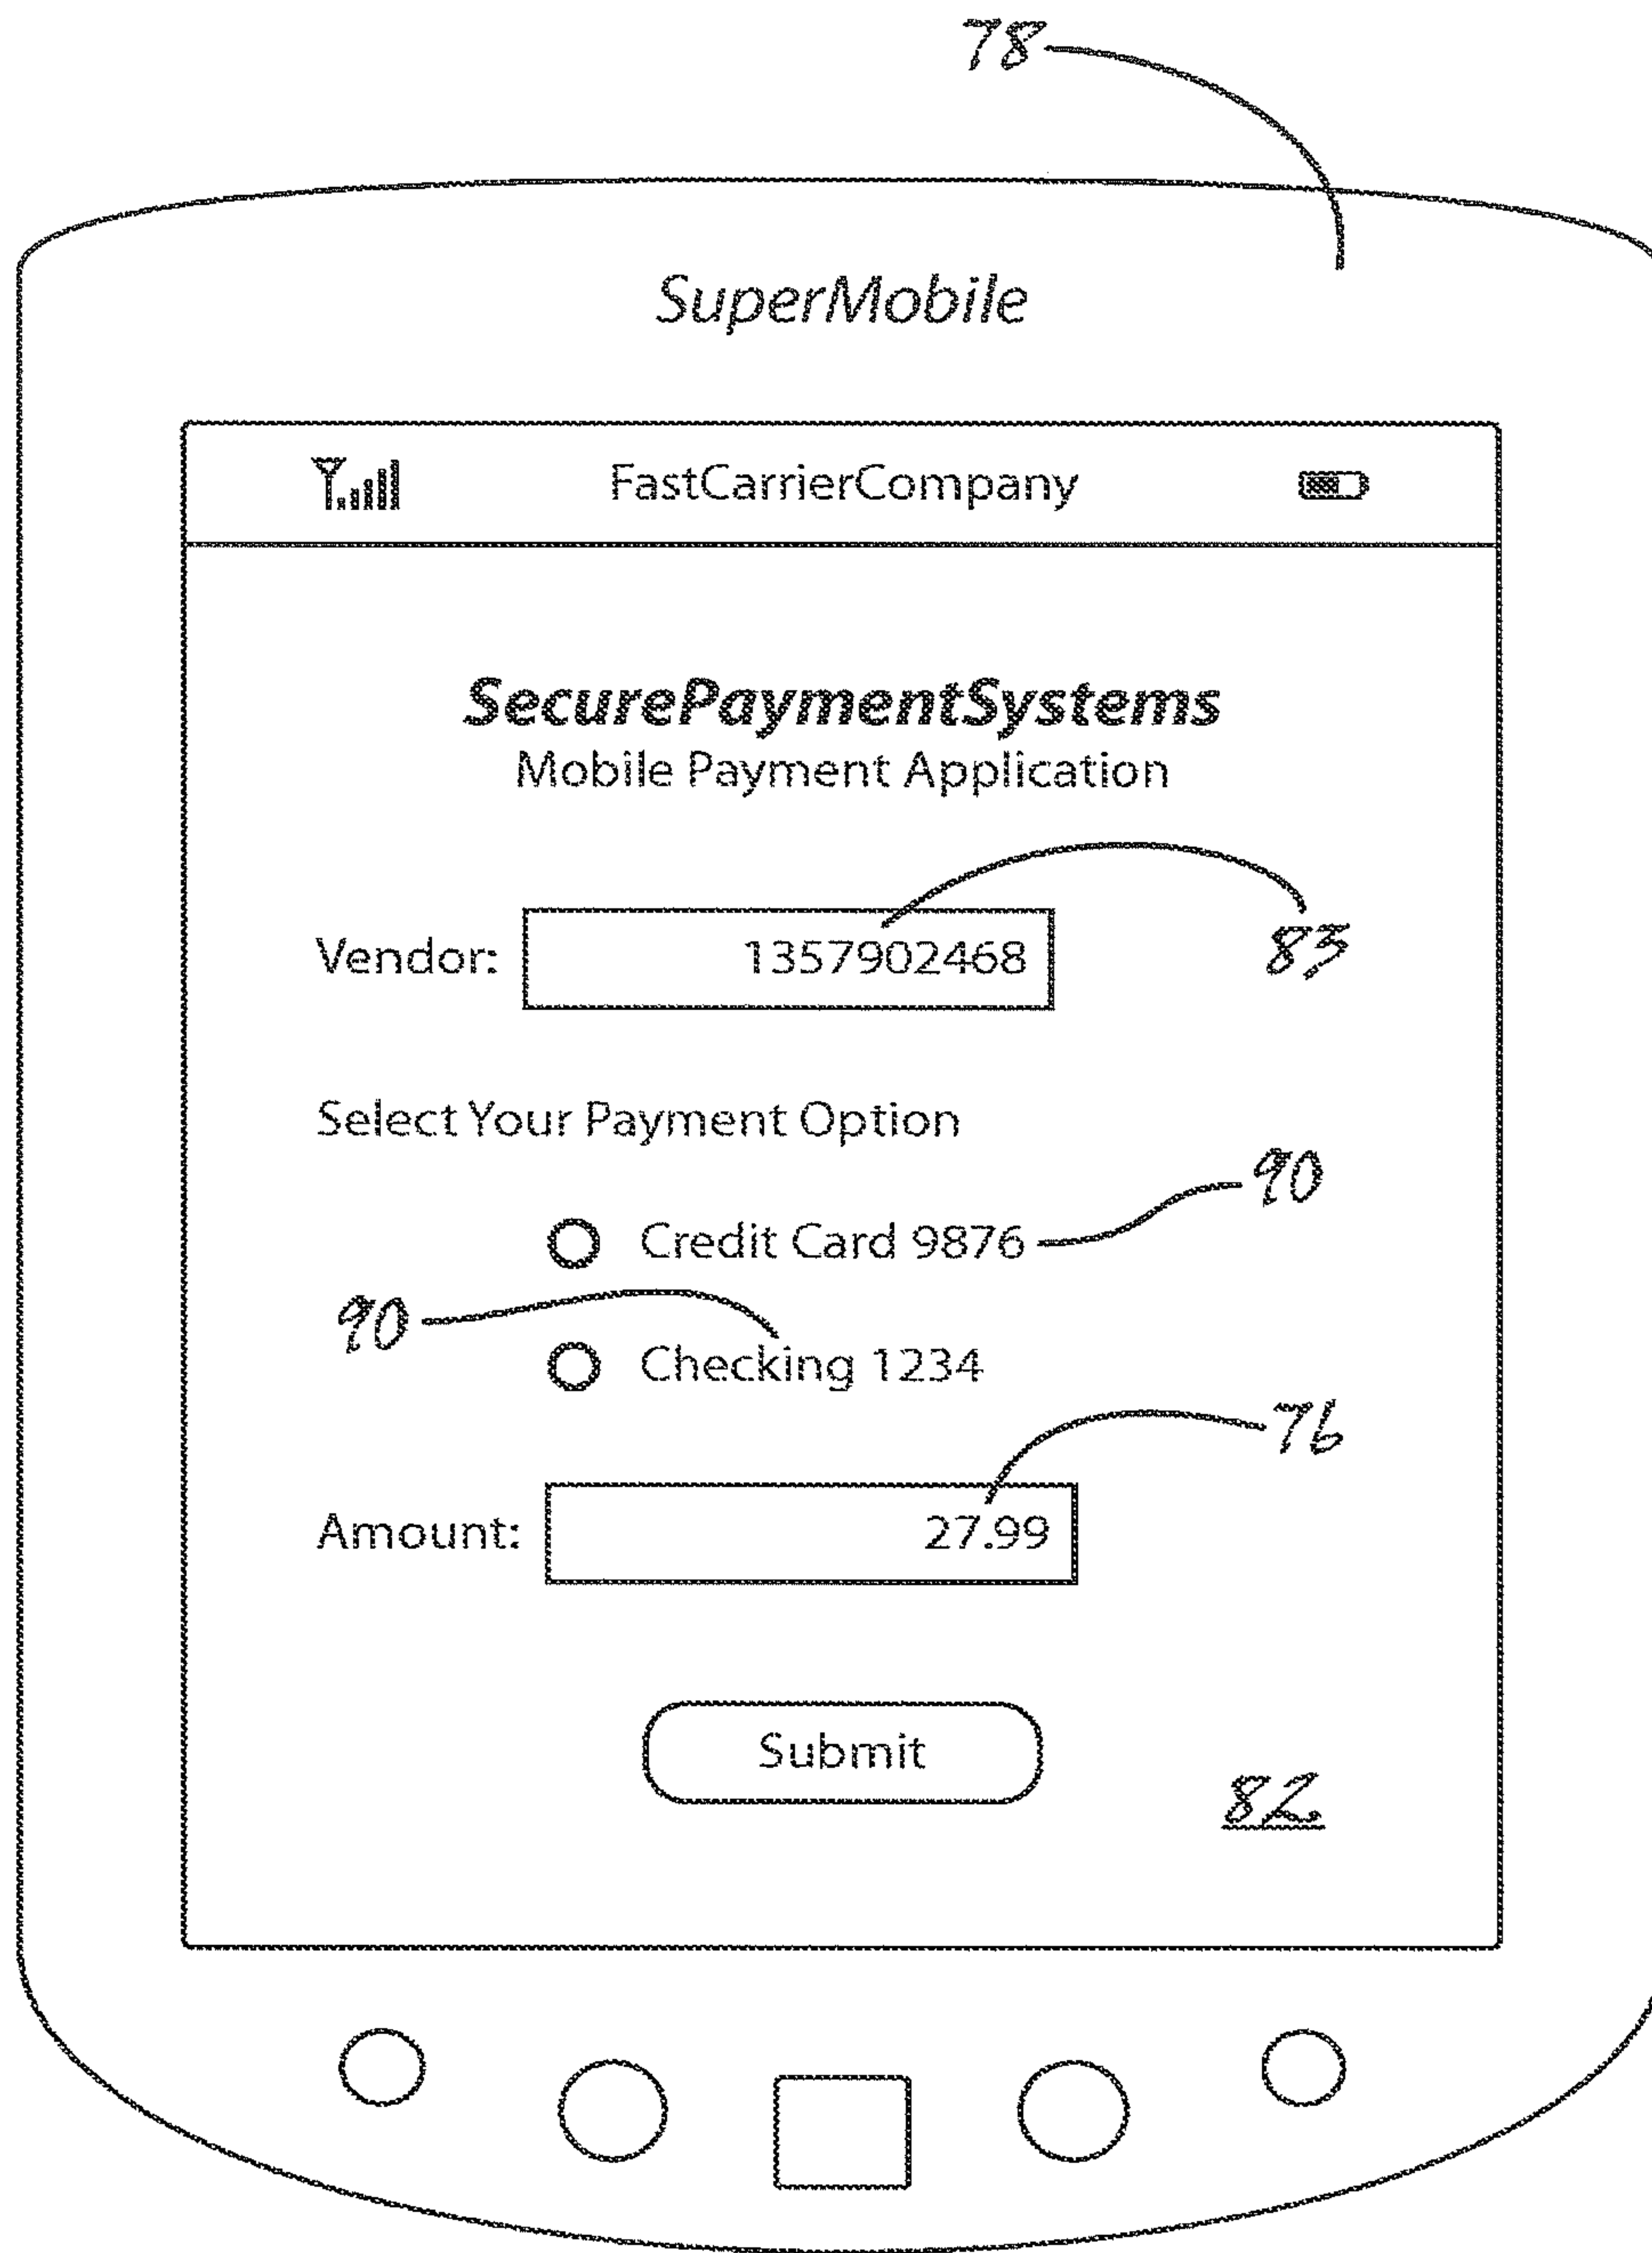 78
SuperMobile
FastCarrierCompany
SecurePaymentSystems
Mobile Payment Application
Vendor: 1357902468
83
Select Your Payment Option
90
Credit Card 9876
90
Checking 1234
76
Amount: 27.99
Submit
82